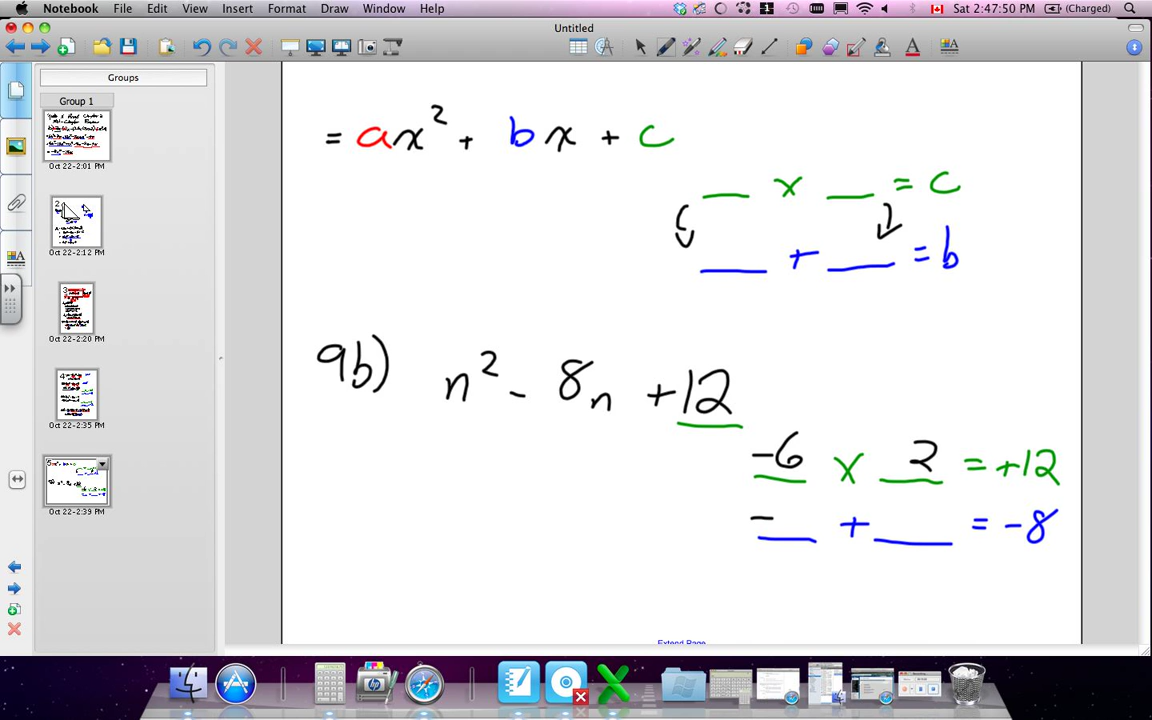 Notebook File Edit View Insert Format Draw Window Help Sat 2:47:50 PM (Charged)
Untitled
Groups
Group 1
Oct 22-2:01 PM
Oct 22-2:12 PM
Oct 22-2:20 PM
Oct 22-2:35 PM
Oct 22-2:39 PM
= ax² + bx + c
__ x __ = c
__ + __ = b
9b) n² - 8n +12
-6 x 2 = +12
-__ + __ = -8
Extend Page